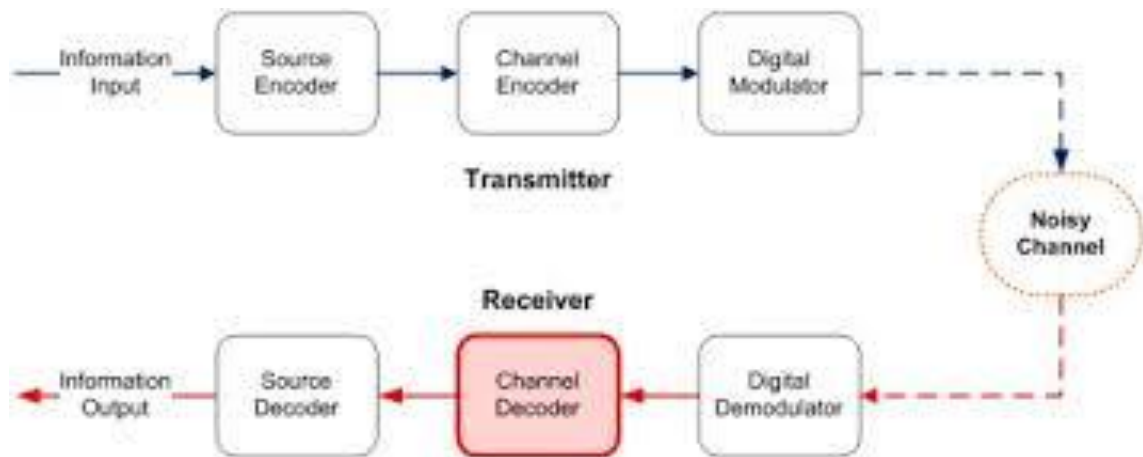 Information
Input
Source
Encoder
Channel
Encoder
Digital
Modulator
Transmitter
Noisy
Channel
Receiver
Information
Output
Source
Decoder
Channel
Decoder
Digital
Demodulator